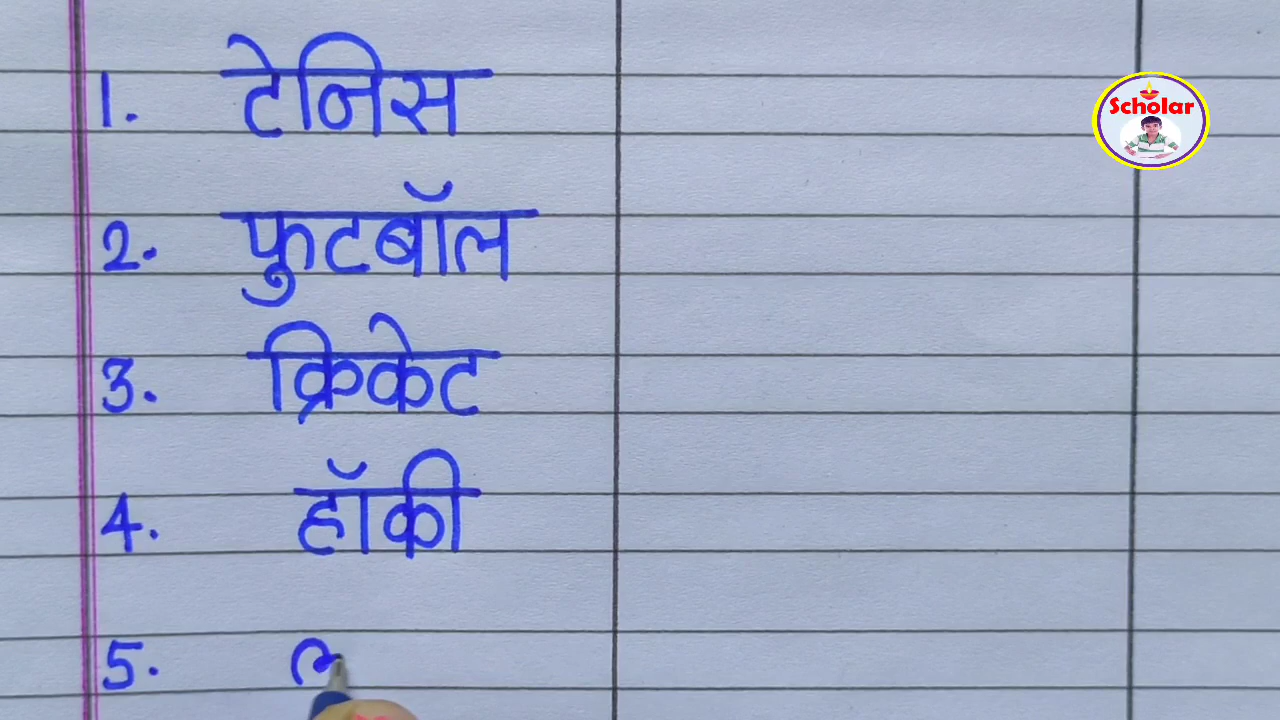 1. टेनिस
Scholar
2. फुटबॉल
3. क्रिकेट
4. हॉकी
5.